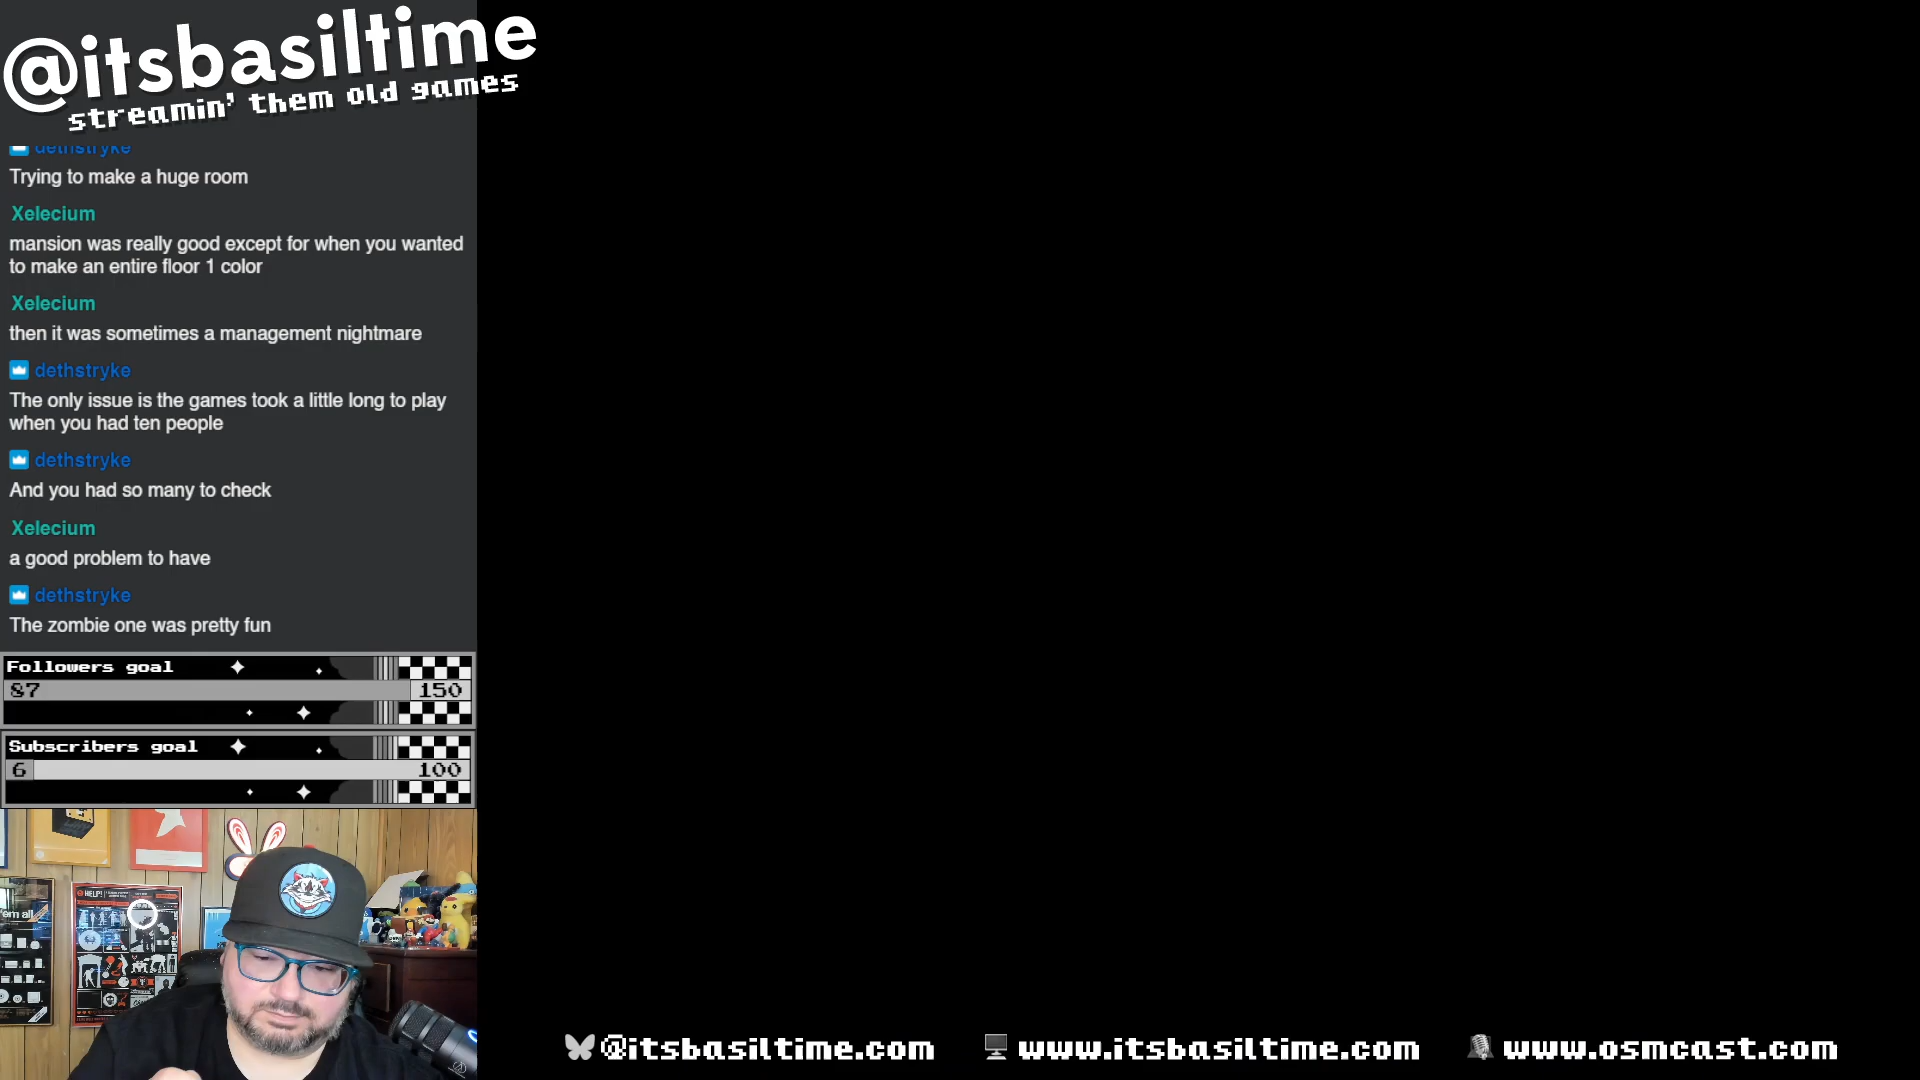 @itsbasiltime
streamin' them old games
dethstryke
Trying to make a huge room
Xelecium
mansion was really good except for when you wanted
to make an entire floor 1 color
Xelecium
then it was sometimes a management nightmare
dethstryke
The only issue is the games took a little long to play
when you had ten people
dethstryke
And you had so many to check
Xelecium
a good problem to have
dethstryke
The zombie one was pretty fun
Followers goal
87 150
Subscribers goal
6 100
'em all
HELP!
@itsbasiltime.com www.itsbasiltime.com www.osmcast.com